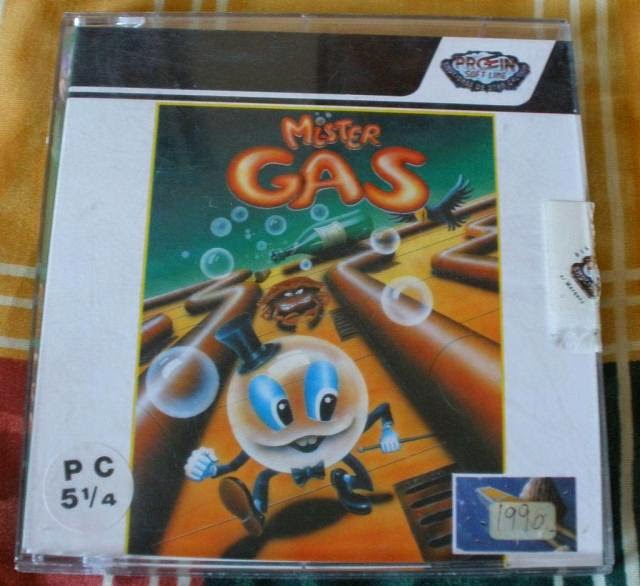 PROEIN
SOFT LINE
MISTER
GAS
PC
5 1/4
1990